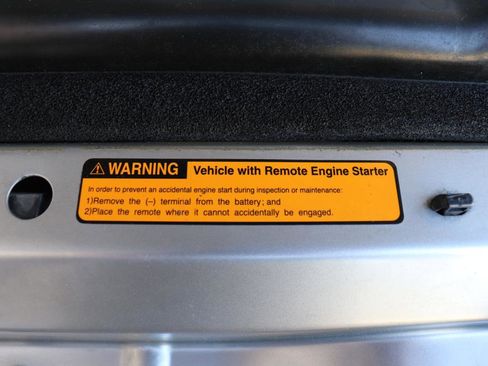 ⚠ WARNING Vehicle with Remote Engine Starter
In order to prevent an accidental engine start during inspection or maintenance:
1)Remove the (–) terminal from the battery; and
2)Place the remote where it cannot accidentally be engaged.